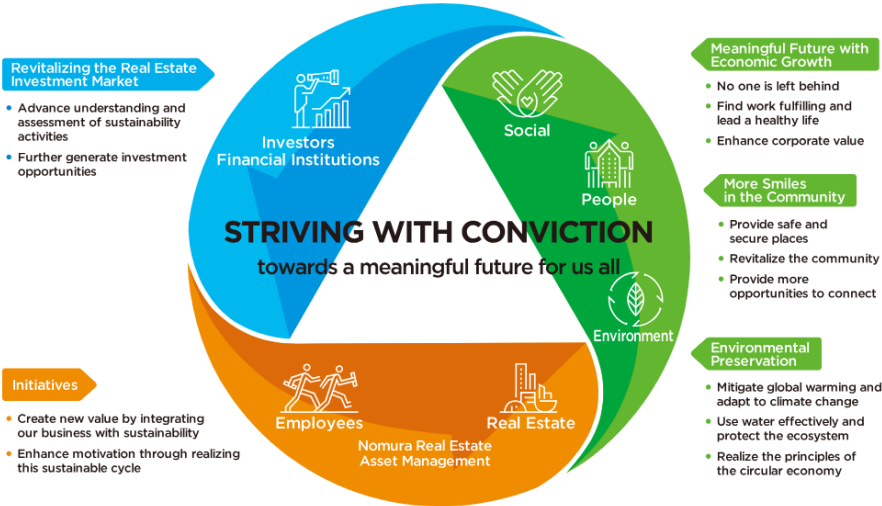 Revitalizing the Real Estate
Investment Market
• Advance understanding and
assessment of sustainability
activities
• Further generate investment
opportunities
Investors
Financial Institutions
Social
People
Environment
STRIVING WITH CONVICTION
towards a meaningful future for us all
Meaningful Future with
Economic Growth
• No one is left behind
• Find work fulfilling and
lead a healthy life
• Enhance corporate value
More Smiles
in the Community
• Provide safe and
secure places
• Revitalize the community
• Provide more
opportunities to connect
Environmental
Preservation
• Mitigate global warming and
adapt to climate change
• Use water effectively and
protect the ecosystem
• Realize the principles of
the circular economy
Initiatives
• Create new value by integrating
our business with sustainability
• Enhance motivation through realizing
this sustainable cycle
Employees
Real Estate
Nomura Real Estate
Asset Management